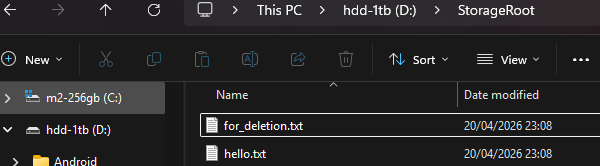 This PC > hdd-1tb (D:) > StorageRoot
New Sort View
m2-256gb (C:)
hdd-1tb (D:)
Android
Name Date modified
for_deletion.txt 20/04/2026 23:08
hello.txt 20/04/2026 23:08